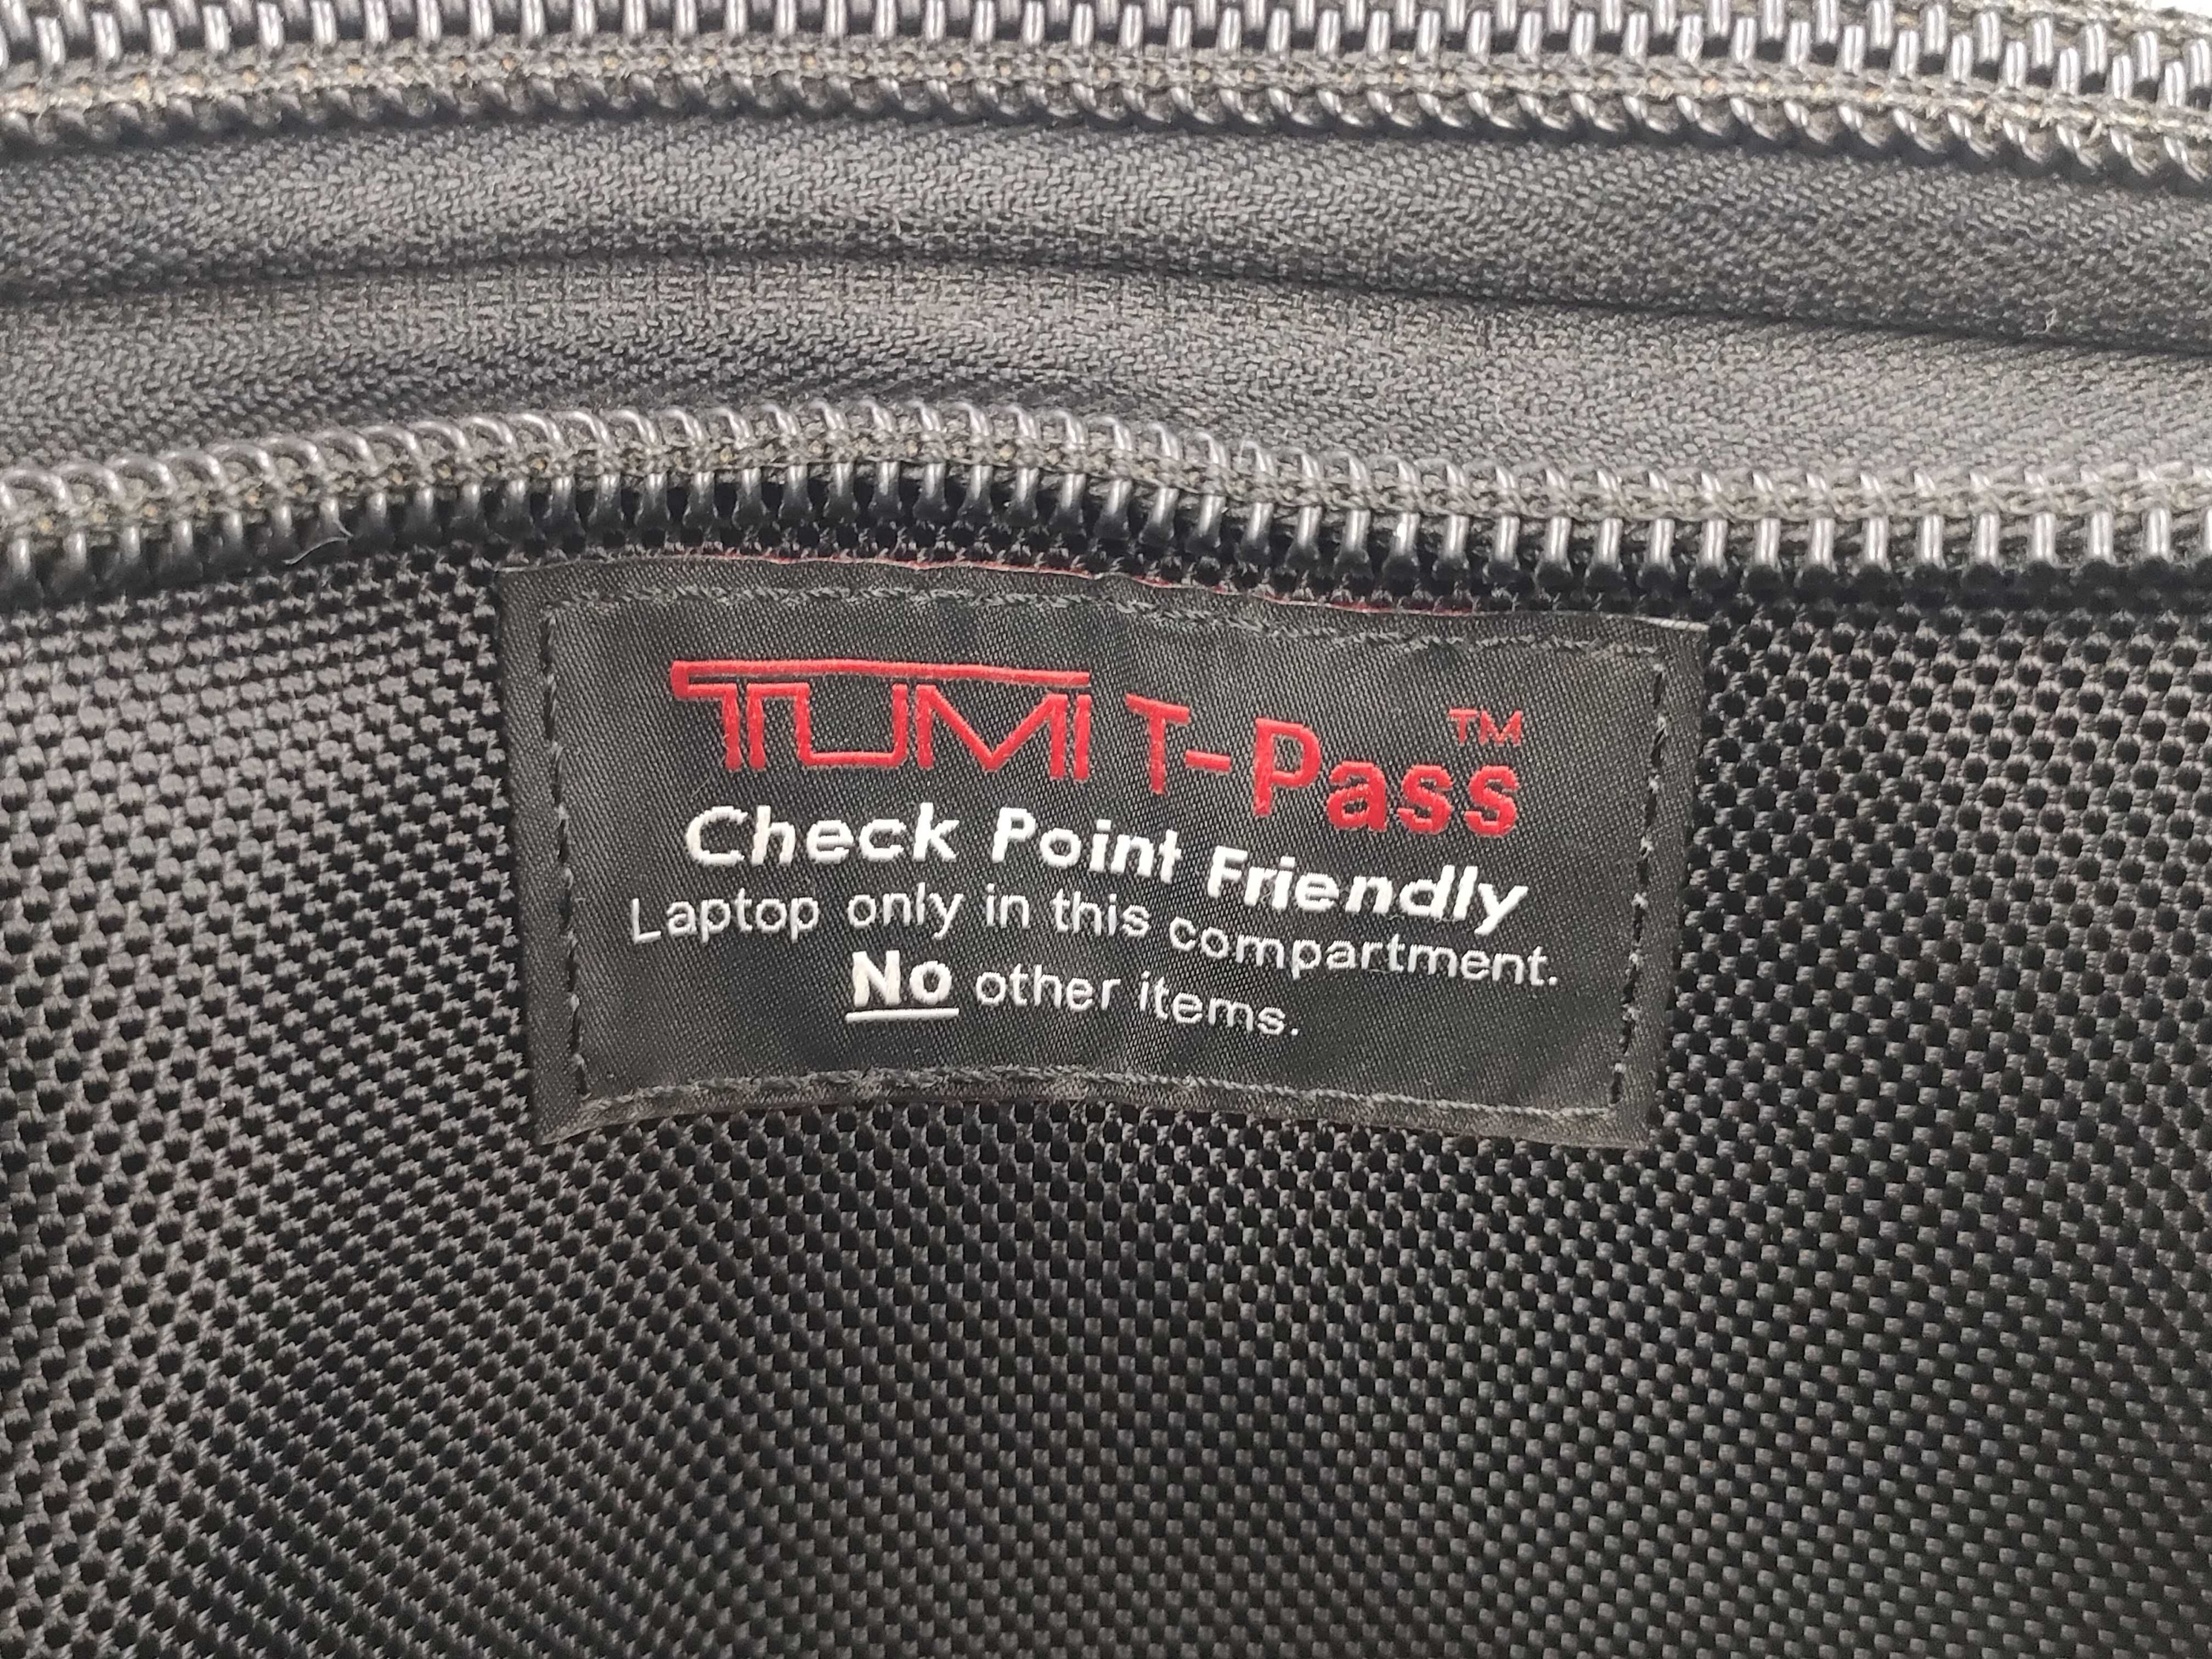 TUMI T-Pass™
Check Point Friendly
Laptop only in this compartment.
No other items.